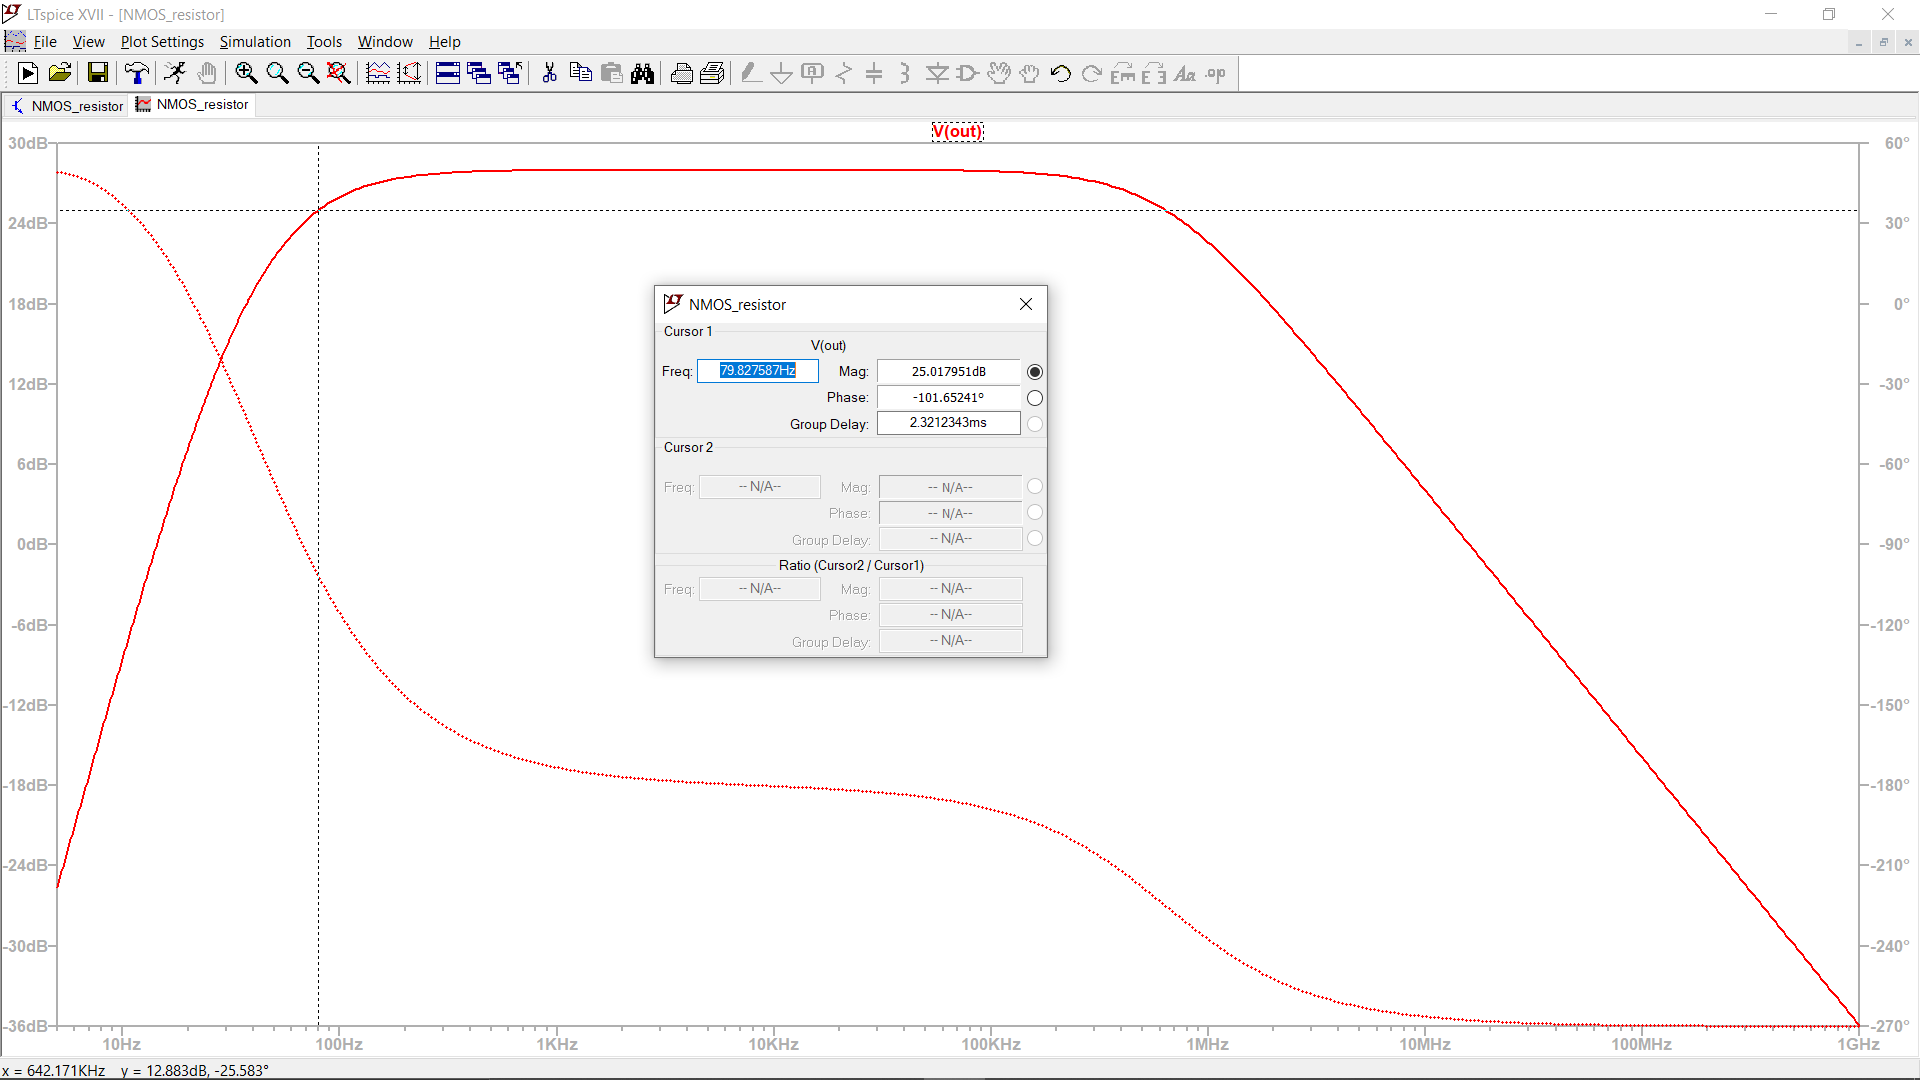 LTspice XVII - [NMOS_resistor]
File View Plot Settings Simulation Tools Window Help
NMOS_resistor NMOS_resistor
V(out)
30dB 60°
24dB 30°
18dB 0°
12dB -30°
6dB -60°
0dB -90°
-6dB -120°
-12dB -150°
-18dB -180°
-24dB -210°
-30dB -240°
-36dB -270°
10Hz 100Hz 1KHz 10KHz 100KHz 1MHz 10MHz 100MHz 1GHz
NMOS_resistor
Cursor 1
V(out)
Freq: 79.827587Hz Mag: 25.017951dB
Phase: -101.65241°
Group Delay: 2.3212343ms
Cursor 2
Freq: -- N/A-- Mag: -- N/A--
Phase: -- N/A--
Group Delay: -- N/A--
Ratio (Cursor2 / Cursor1)
Freq: -- N/A-- Mag: -- N/A--
Phase: -- N/A--
Group Delay: -- N/A--
x = 642.171KHz y = 12.883dB, -25.583°